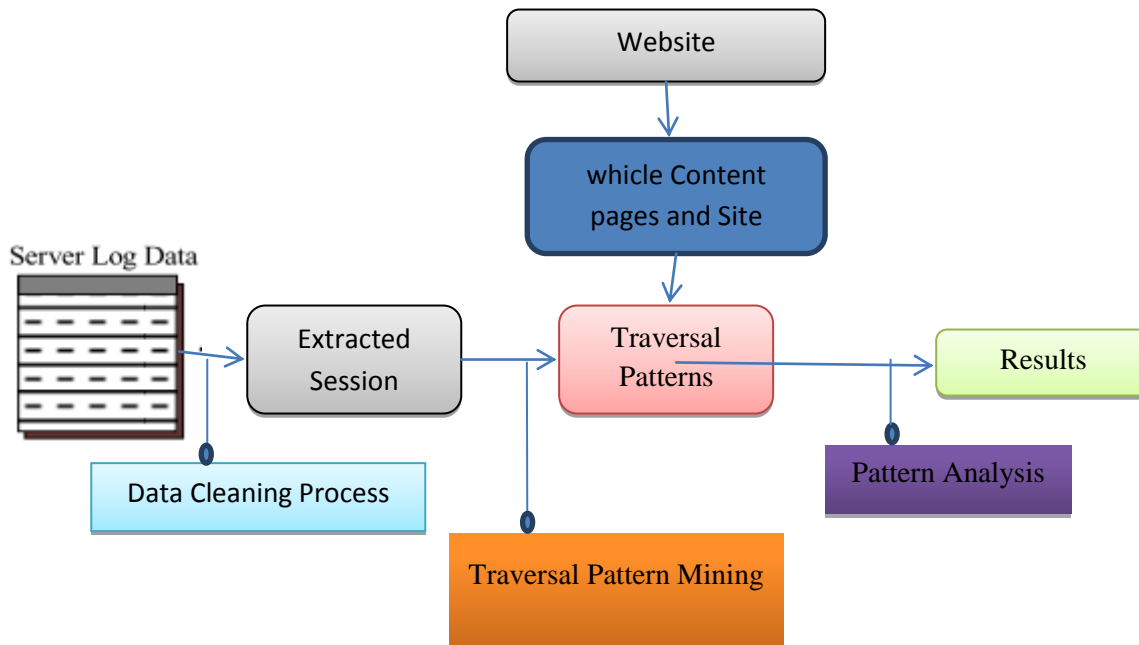 Website
whicle Content
pages and Site
Server Log Data
Extracted
Session
Traversal
Patterns
Results
Data Cleaning Process
Pattern Analysis
Traversal Pattern Mining